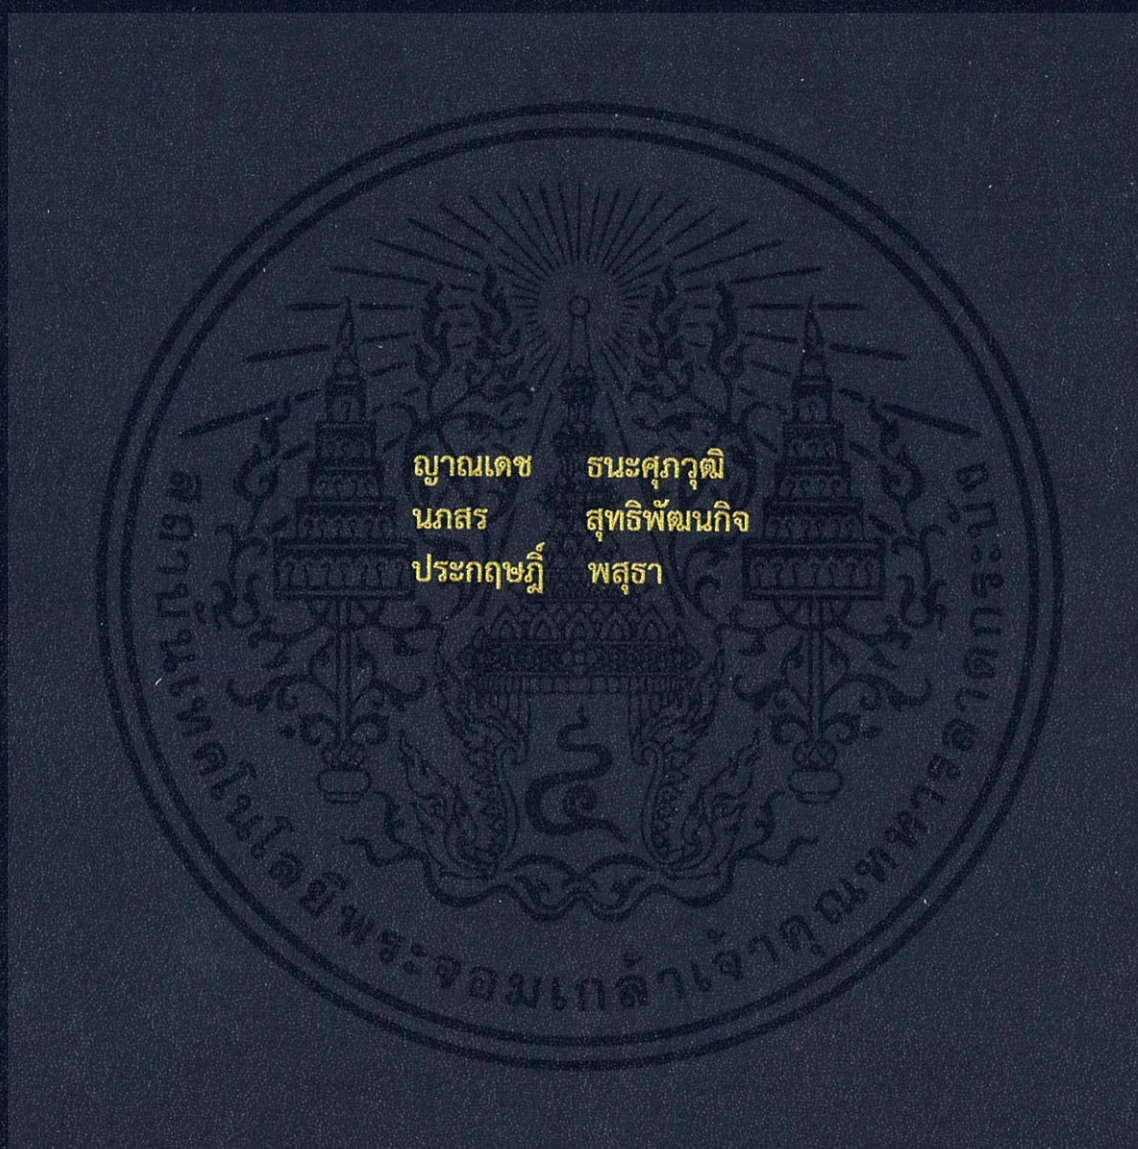 ญาณเดช ธนะศุภวุฒิ
นภสร สุทธิพัฒนกิจ
ประกฤษฎิ์ พสุธา
สถาบันเทคโนโลยีพระจอมเกล้าเจ้าคุณทหารลาดกระบัง
๔